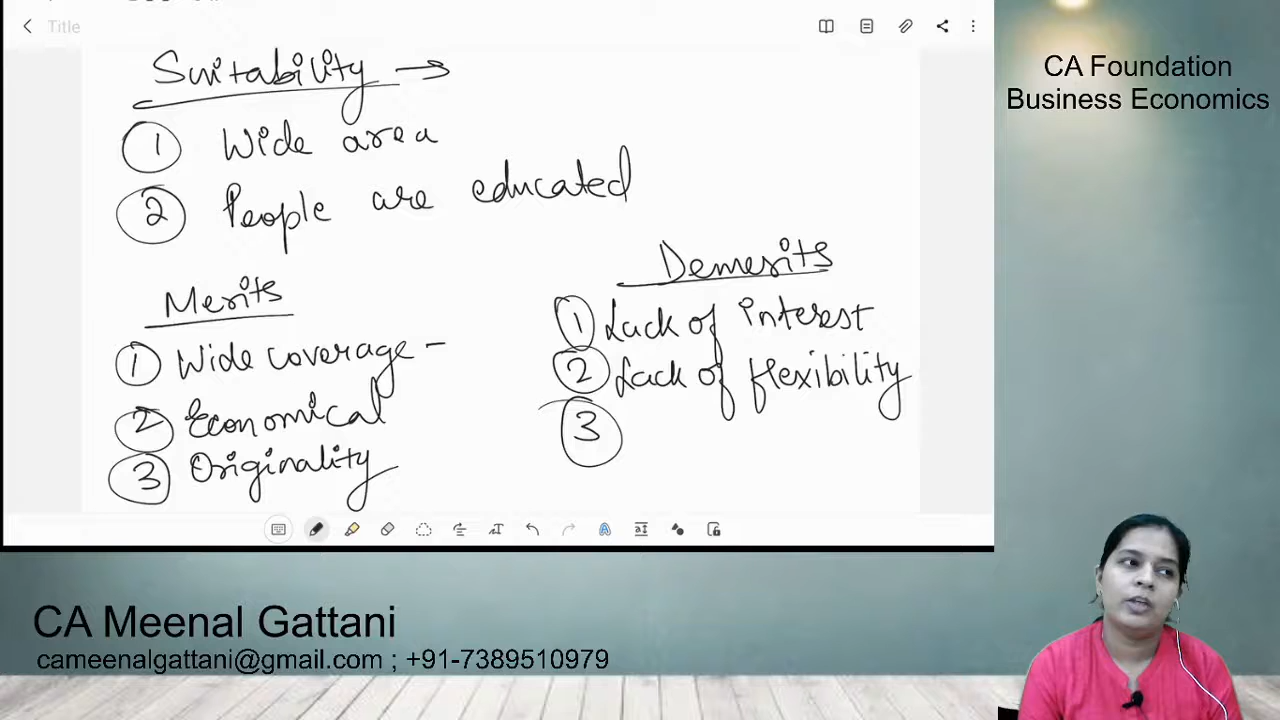 Title
Suitability →
1 Wide area
2 People are educated
Merits
1 Wide coverage -
2 Economical
3 Originality
Demerits
1 Lack of interest
2 Lack of flexibility
3
CA Foundation
Business Economics
CA Meenal Gattani
cameenalgattani@gmail.com ; +91-7389510979